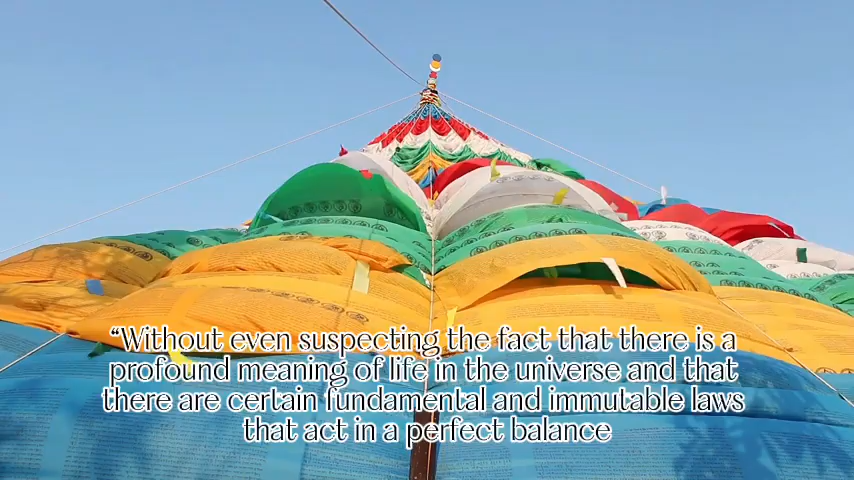 “Without even suspecting the fact that there is a
profound meaning of life in the universe and that
there are certain fundamental and immutable laws
that act in a perfect balance